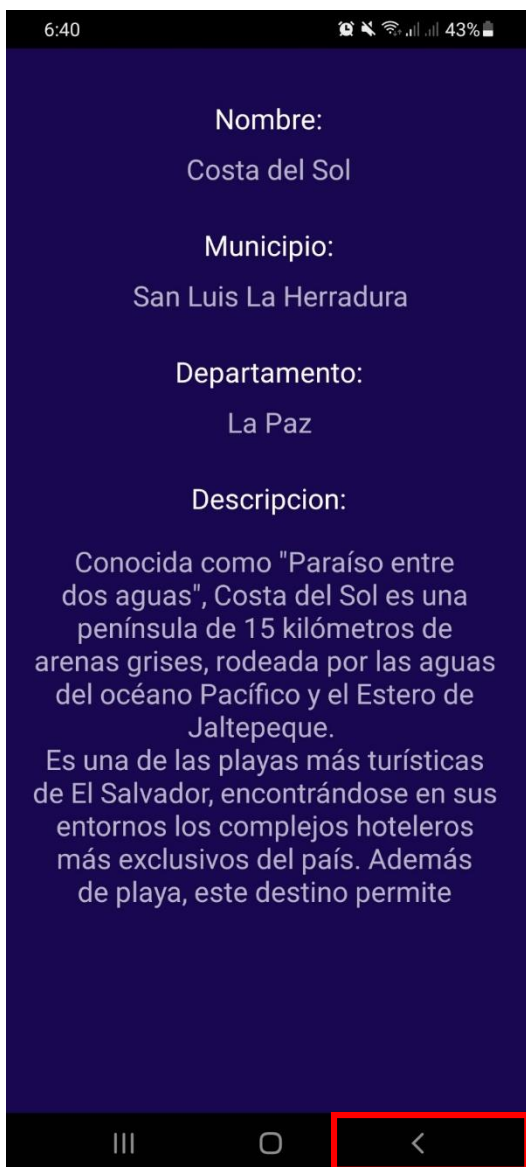 6:40 43%
Nombre:
Costa del Sol
Municipio:
San Luis La Herradura
Departamento:
La Paz
Descripcion:
Conocida como "Paraíso entre
dos aguas", Costa del Sol es una
península de 15 kilómetros de
arenas grises, rodeada por las aguas
del océano Pacífico y el Estero de
Jaltepeque.
Es una de las playas más turísticas
de El Salvador, encontrándose en sus
entornos los complejos hoteleros
más exclusivos del país. Además
de playa, este destino permite